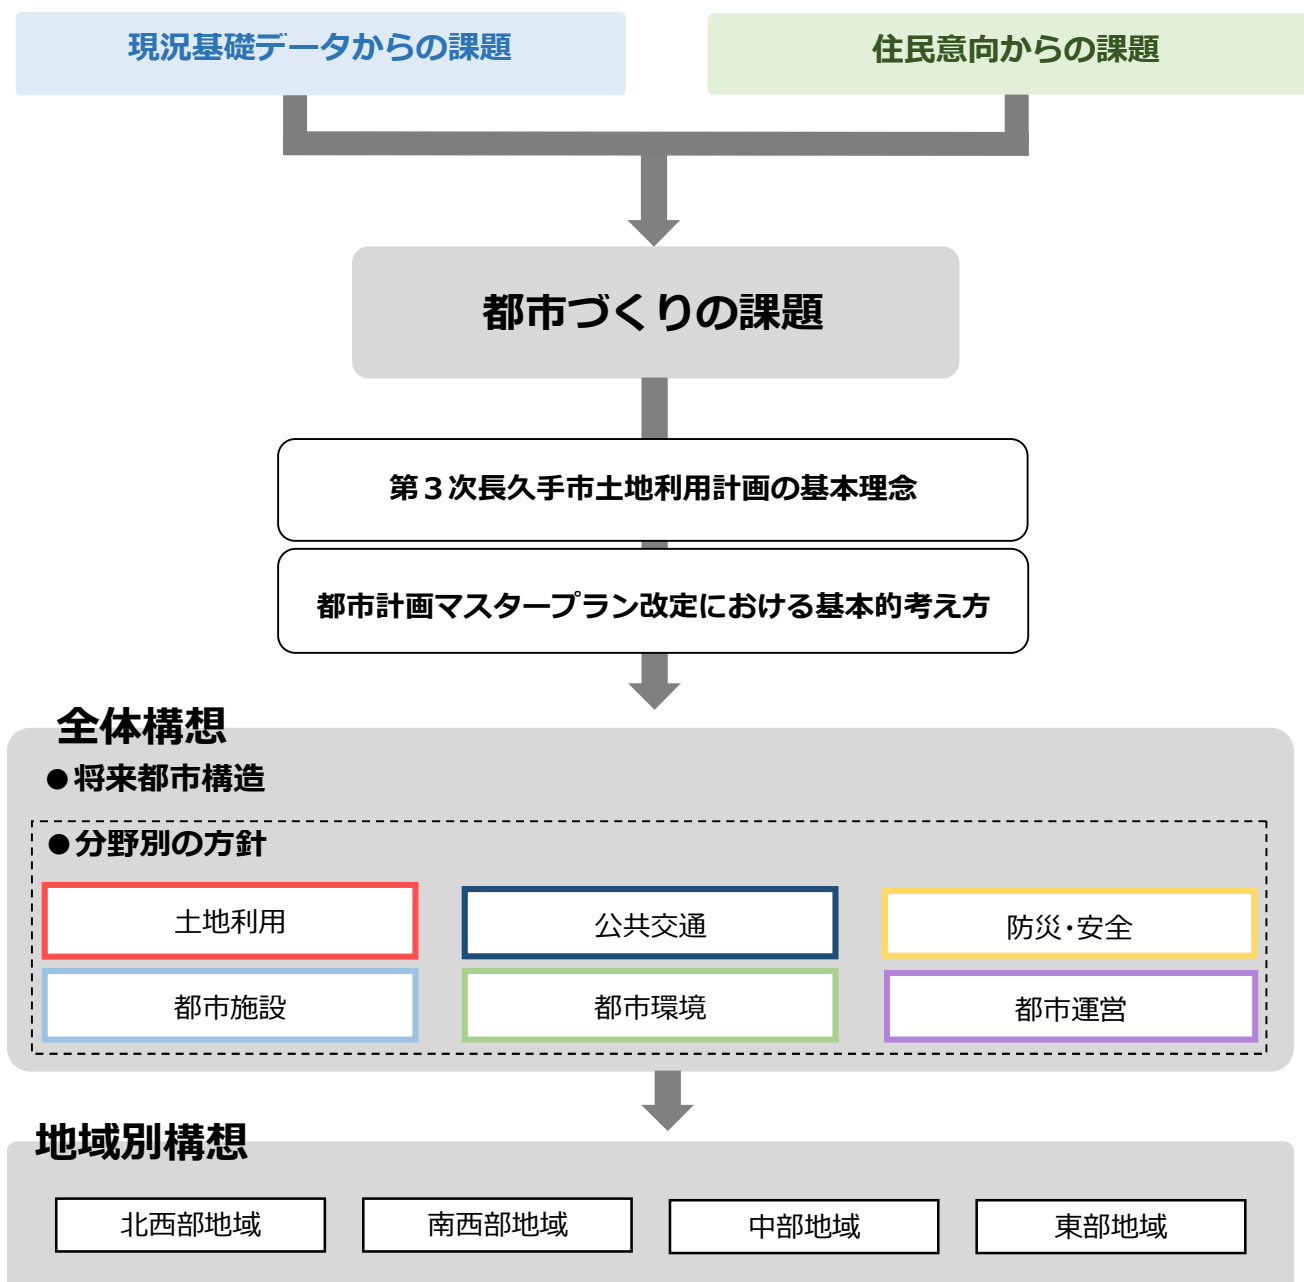 現況基礎データからの課題
住民意向からの課題
都市づくりの課題
第３次長久手市土地利用計画の基本理念
都市計画マスタープラン改定における基本的考え方
全体構想
●将来都市構造
●分野別の方針
土地利用
公共交通
防災・安全
都市施設
都市環境
都市運営
地域別構想
北西部地域
南西部地域
中部地域
東部地域